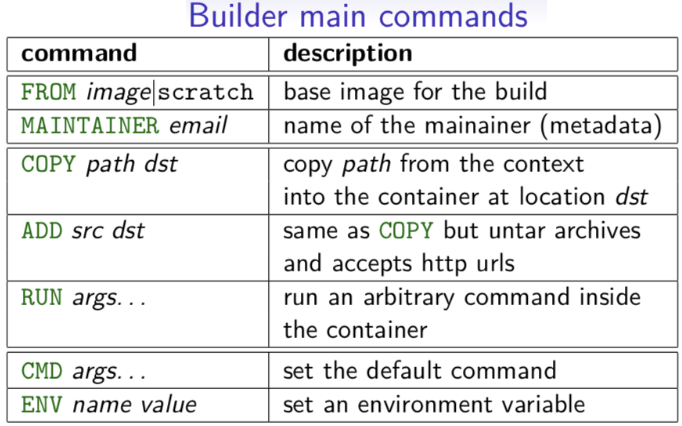 Builder main commands
command description
FROM image|scratch base image for the build
MAINTAINER email name of the mainainer (metadata)
COPY path dst copy path from the context
into the container at location dst
ADD src dst same as COPY but untar archives
and accepts http urls
RUN args... run an arbitrary command inside
the container
CMD args... set the default command
ENV name value set an environment variable